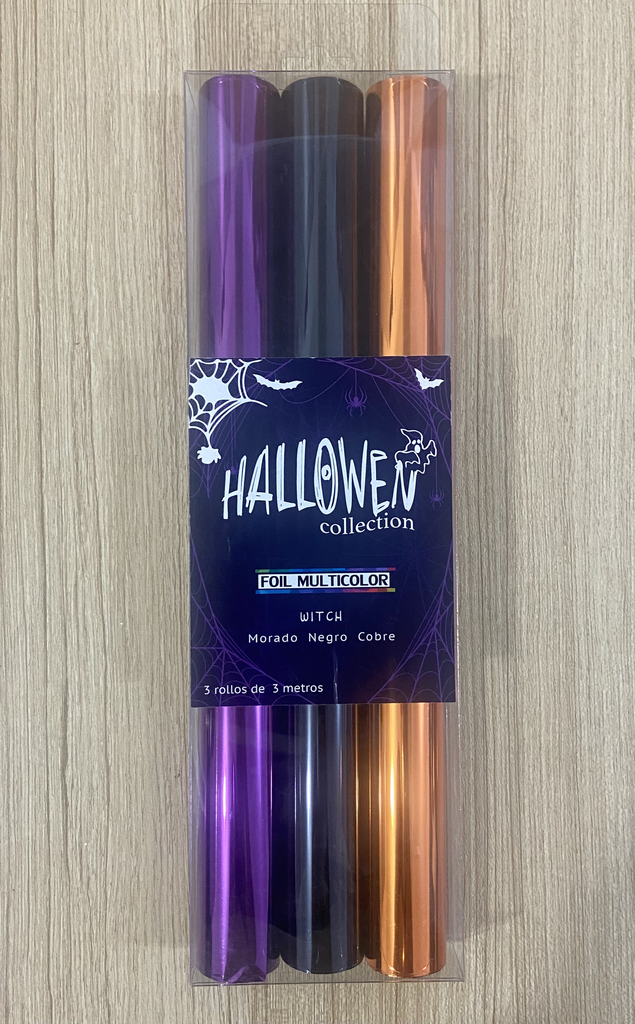 HALLOWEN
collection
FOIL MULTICOLOR
WITCH
Morado Negro Cobre
3 rollos de 3 metros